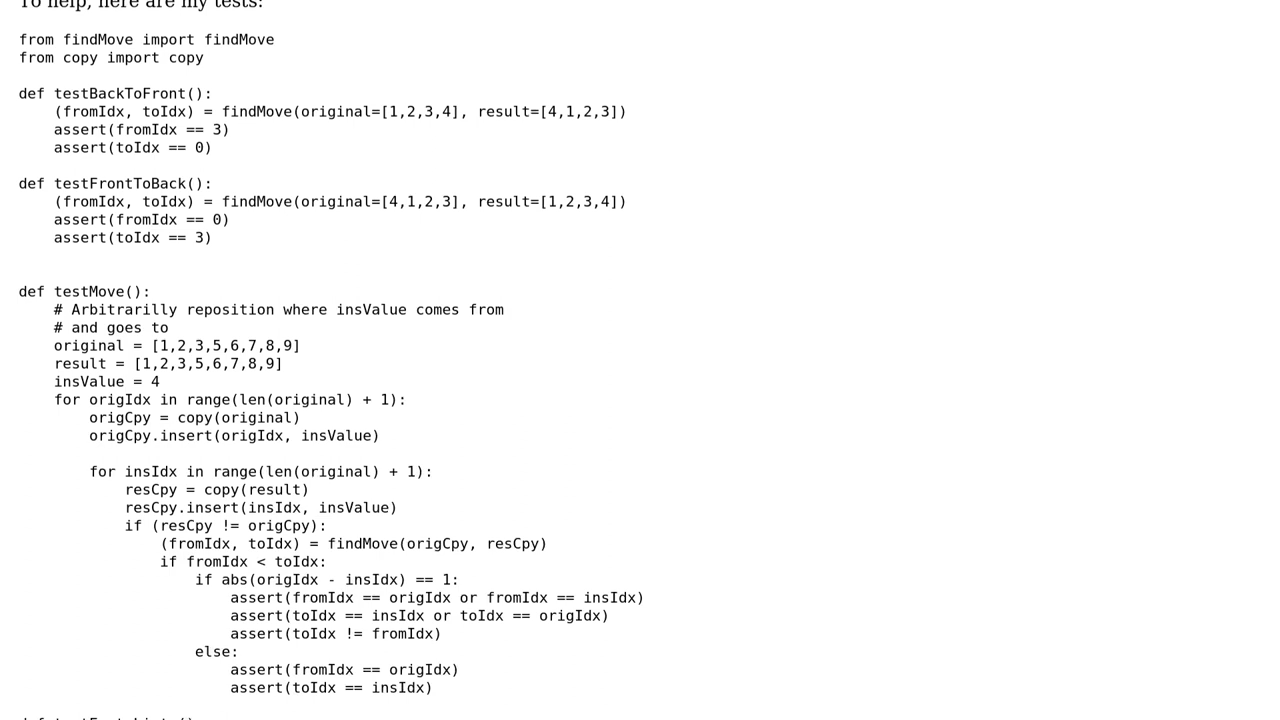 To help, here are my tests:
from findMove import findMove
from copy import copy
def testBackToFront():
    (fromIdx, toIdx) = findMove(original=[1,2,3,4], result=[4,1,2,3])
    assert(fromIdx == 3)
    assert(toIdx == 0)
def testFrontToBack():
    (fromIdx, toIdx) = findMove(original=[4,1,2,3], result=[1,2,3,4])
    assert(fromIdx == 0)
    assert(toIdx == 3)
def testMove():
    # Arbitrarilly reposition where insValue comes from
    # and goes to
    original = [1,2,3,5,6,7,8,9]
    result = [1,2,3,5,6,7,8,9]
    insValue = 4
    for origIdx in range(len(original) + 1):
        origCpy = copy(original)
        origCpy.insert(origIdx, insValue)
        for insIdx in range(len(original) + 1):
            resCpy = copy(result)
            resCpy.insert(insIdx, insValue)
            if (resCpy != origCpy):
                (fromIdx, toIdx) = findMove(origCpy, resCpy)
                if fromIdx < toIdx:
                    if abs(origIdx - insIdx) == 1:
                        assert(fromIdx == origIdx or fromIdx == insIdx)
                        assert(toIdx == insIdx or toIdx == origIdx)
                        assert(toIdx != fromIdx)
                    else:
                        assert(fromIdx == origIdx)
                        assert(toIdx == insIdx)